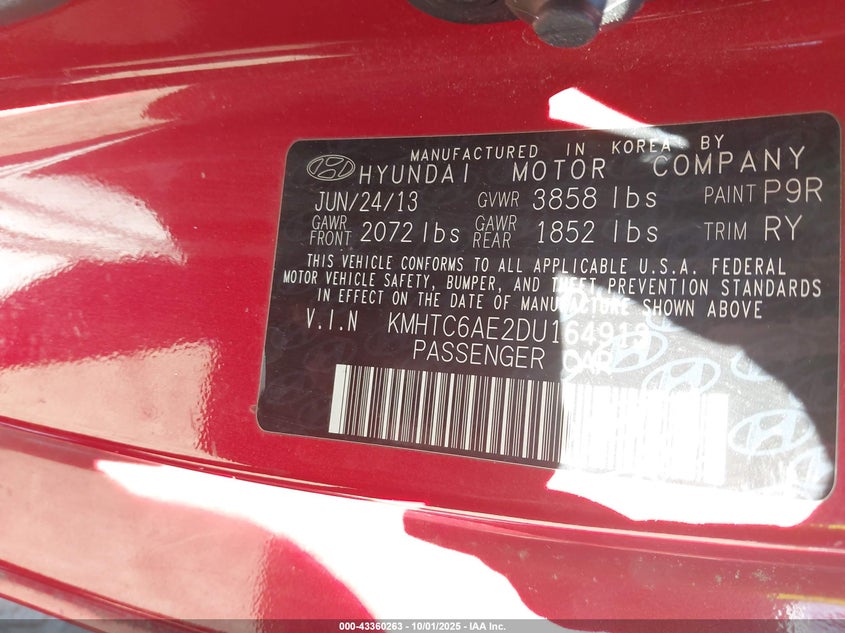 MANUFACTURED IN KOREA BY
HYUNDAI MOTOR COMPANY
JUN/24/13 GVWR 3858 lbs PAINT P9R
GAWR FRONT 2072 lbs GAWR REAR 1852 lbs TRIM RY
THIS VEHICLE CONFORMS TO ALL APPLICABLE U.S.A. FEDERAL
MOTOR VEHICLE SAFETY, BUMPER, AND THEFT PREVENTION STANDARDS
IN EFFECT ON THE DATE OF MANUFACTURE SHOWN ABOVE
V.I.N
PASSENGER CAR
000-43360263 - 10/01/2025 - IAA Inc.